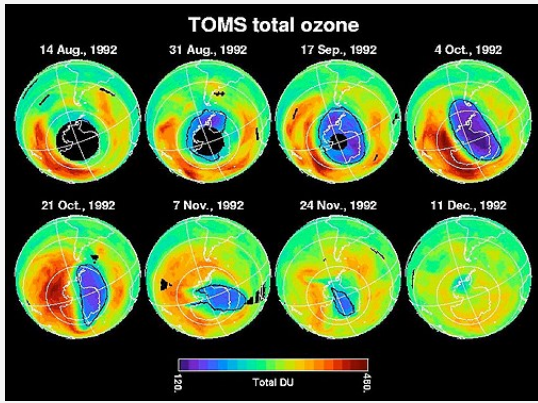 TOMS total ozone
14 Aug., 1992 31 Aug., 1992 17 Sep., 1992 4 Oct., 1992
21 Oct., 1992 7 Nov., 1992 24 Nov., 1992 11 Dec., 1992
120. Total DU 460.